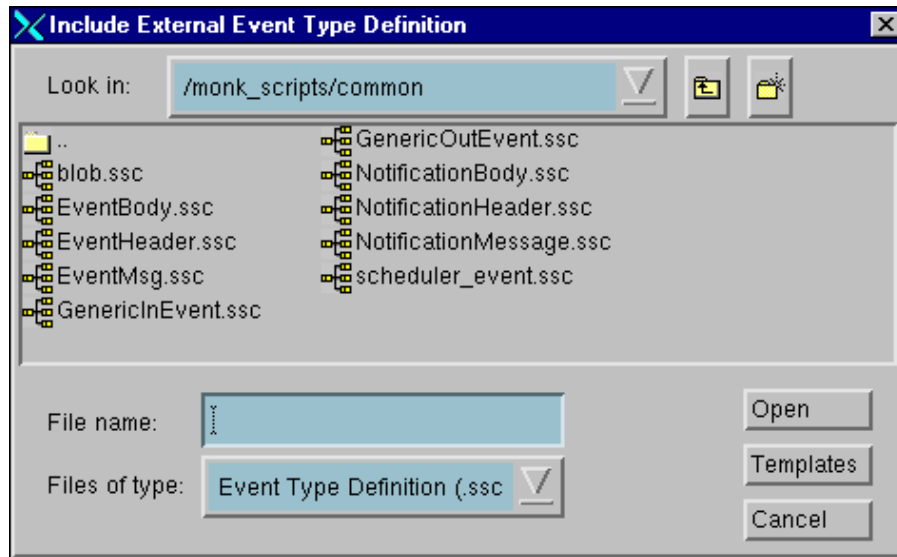 Include External Event Type Definition
Look in: /monk_scripts/common
..
blob.ssc
EventBody.ssc
EventHeader.ssc
EventMsg.ssc
GenericInEvent.ssc
GenericOutEvent.ssc
NotificationBody.ssc
NotificationHeader.ssc
NotificationMessage.ssc
scheduler_event.ssc
File name:
Open
Files of type: Event Type Definition (.ssc
Templates
Cancel